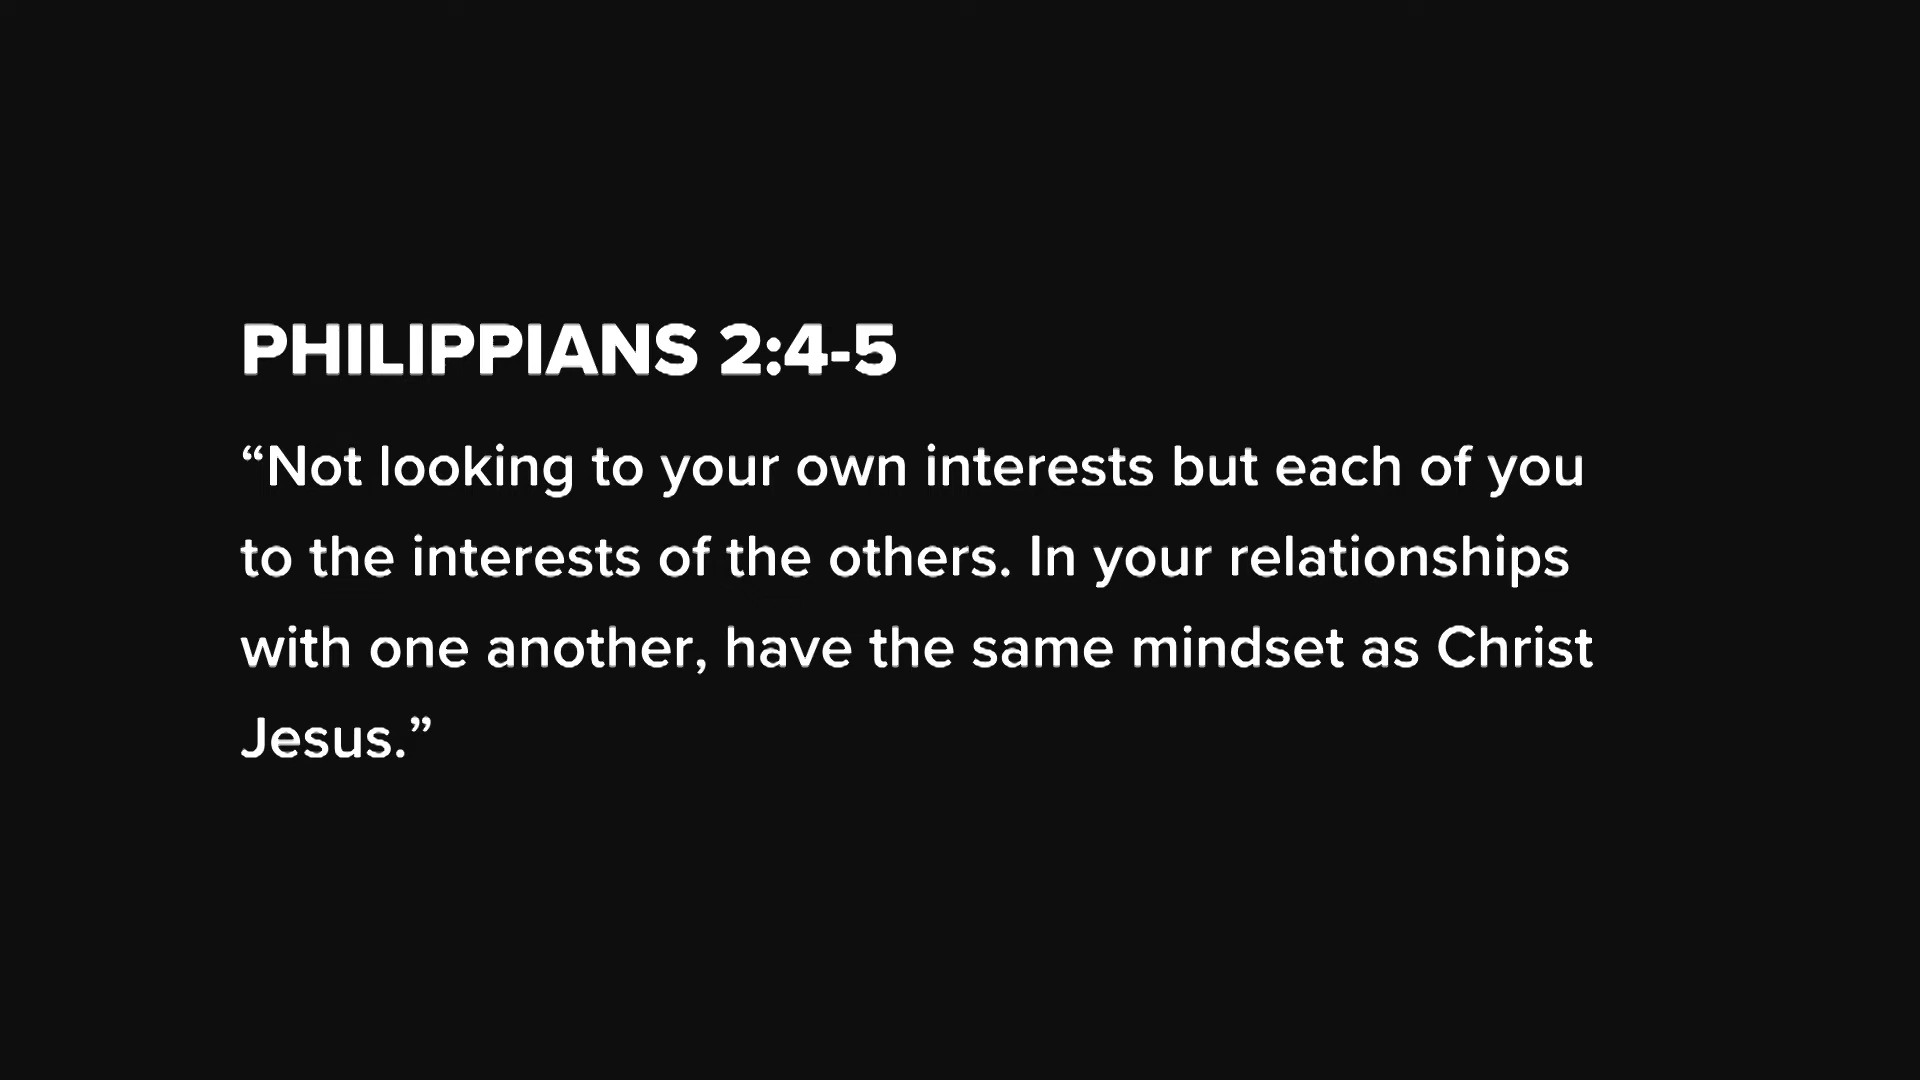 PHILIPPIANS 2:4-5
“Not looking to your own interests but each of you
to the interests of the others. In your relationships
with one another, have the same mindset as Christ
Jesus.”